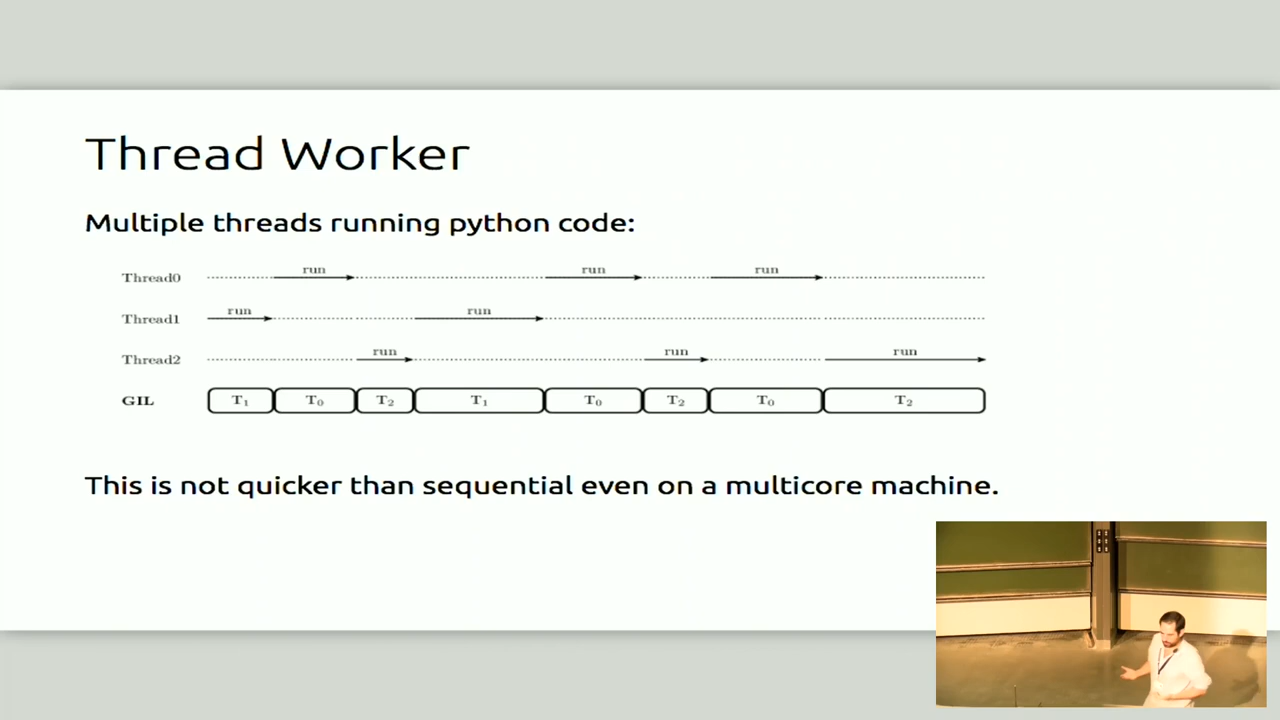 Thread Worker
Multiple threads running python code:
Thread0 run run run
Thread1 run run
Thread2 run run run
GIL T₁ T₀ T₂ T₁ T₀ T₂ T₀ T₂
This is not quicker than sequential even on a multicore machine.